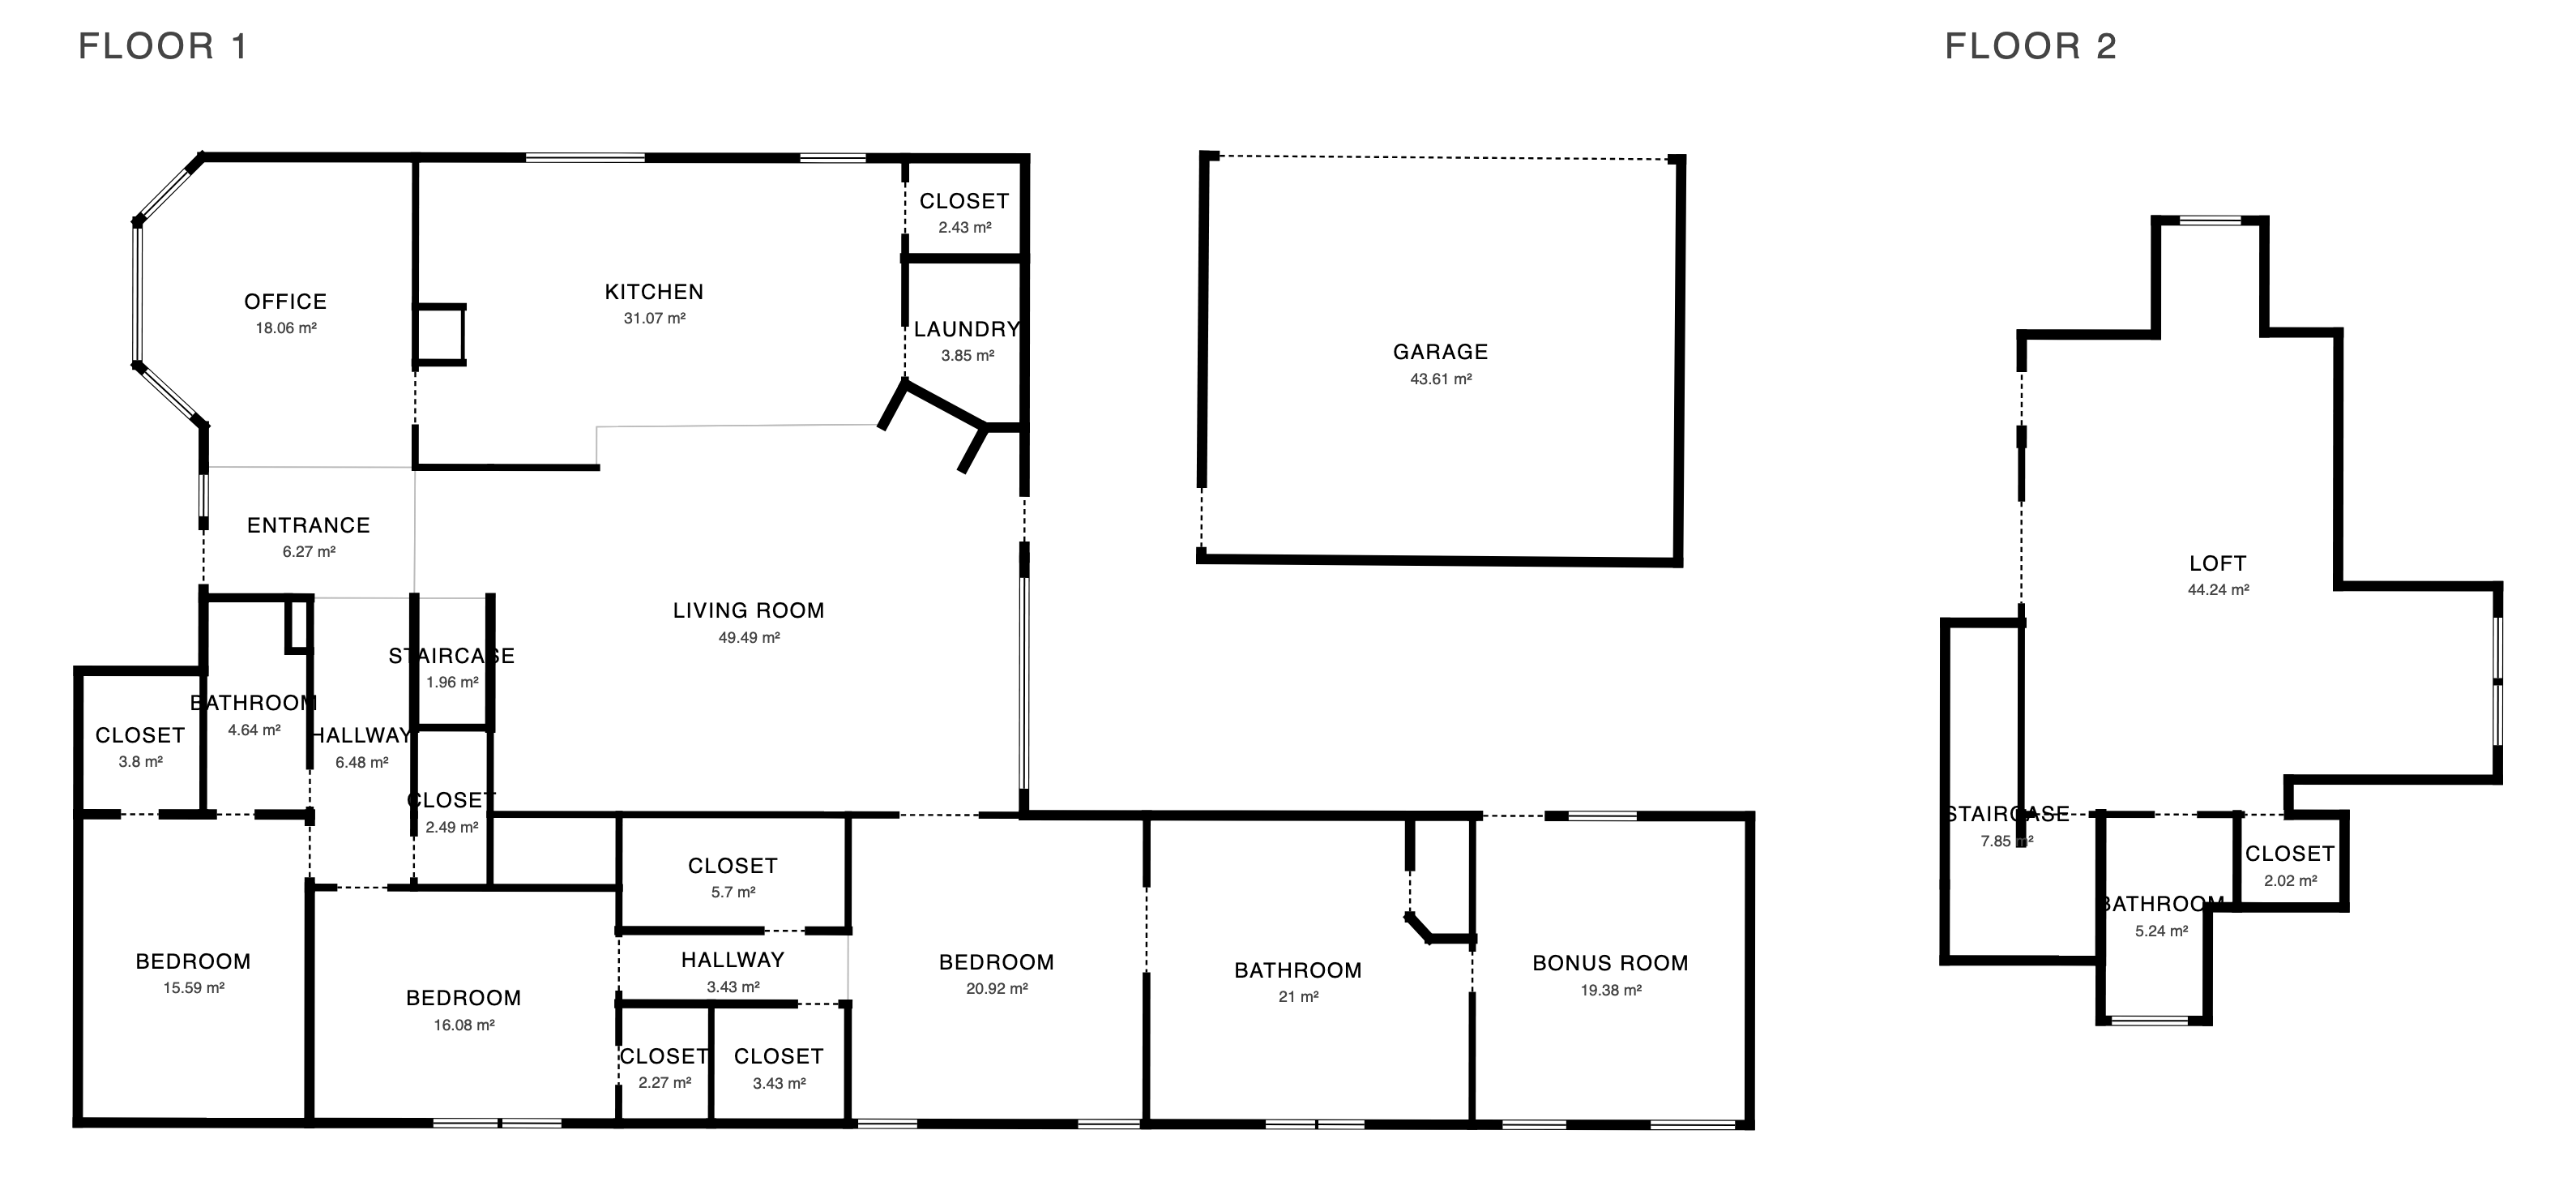 FLOOR 1
FLOOR 2
CLOSET
2.43 m²
OFFICE
18.06 m²
KITCHEN
31.07 m²
LAUNDRY
3.85 m²
GARAGE
43.61 m²
ENTRANCE
6.27 m²
LIVING ROOM
49.49 m²
STAIRCASE
1.96 m²
BATHROOM
4.64 m²
CLOSET
3.8 m²
HALLWAY
6.48 m²
CLOSET
2.49 m²
CLOSET
5.7 m²
BEDROOM
15.59 m²
BEDROOM
16.08 m²
HALLWAY
3.43 m²
CLOSET
2.27 m²
CLOSET
3.43 m²
BEDROOM
20.92 m²
BATHROOM
21 m²
BONUS ROOM
19.38 m²
LOFT
44.24 m²
STAIRCASE
7.85 m²
CLOSET
2.02 m²
BATHROOM
5.24 m²